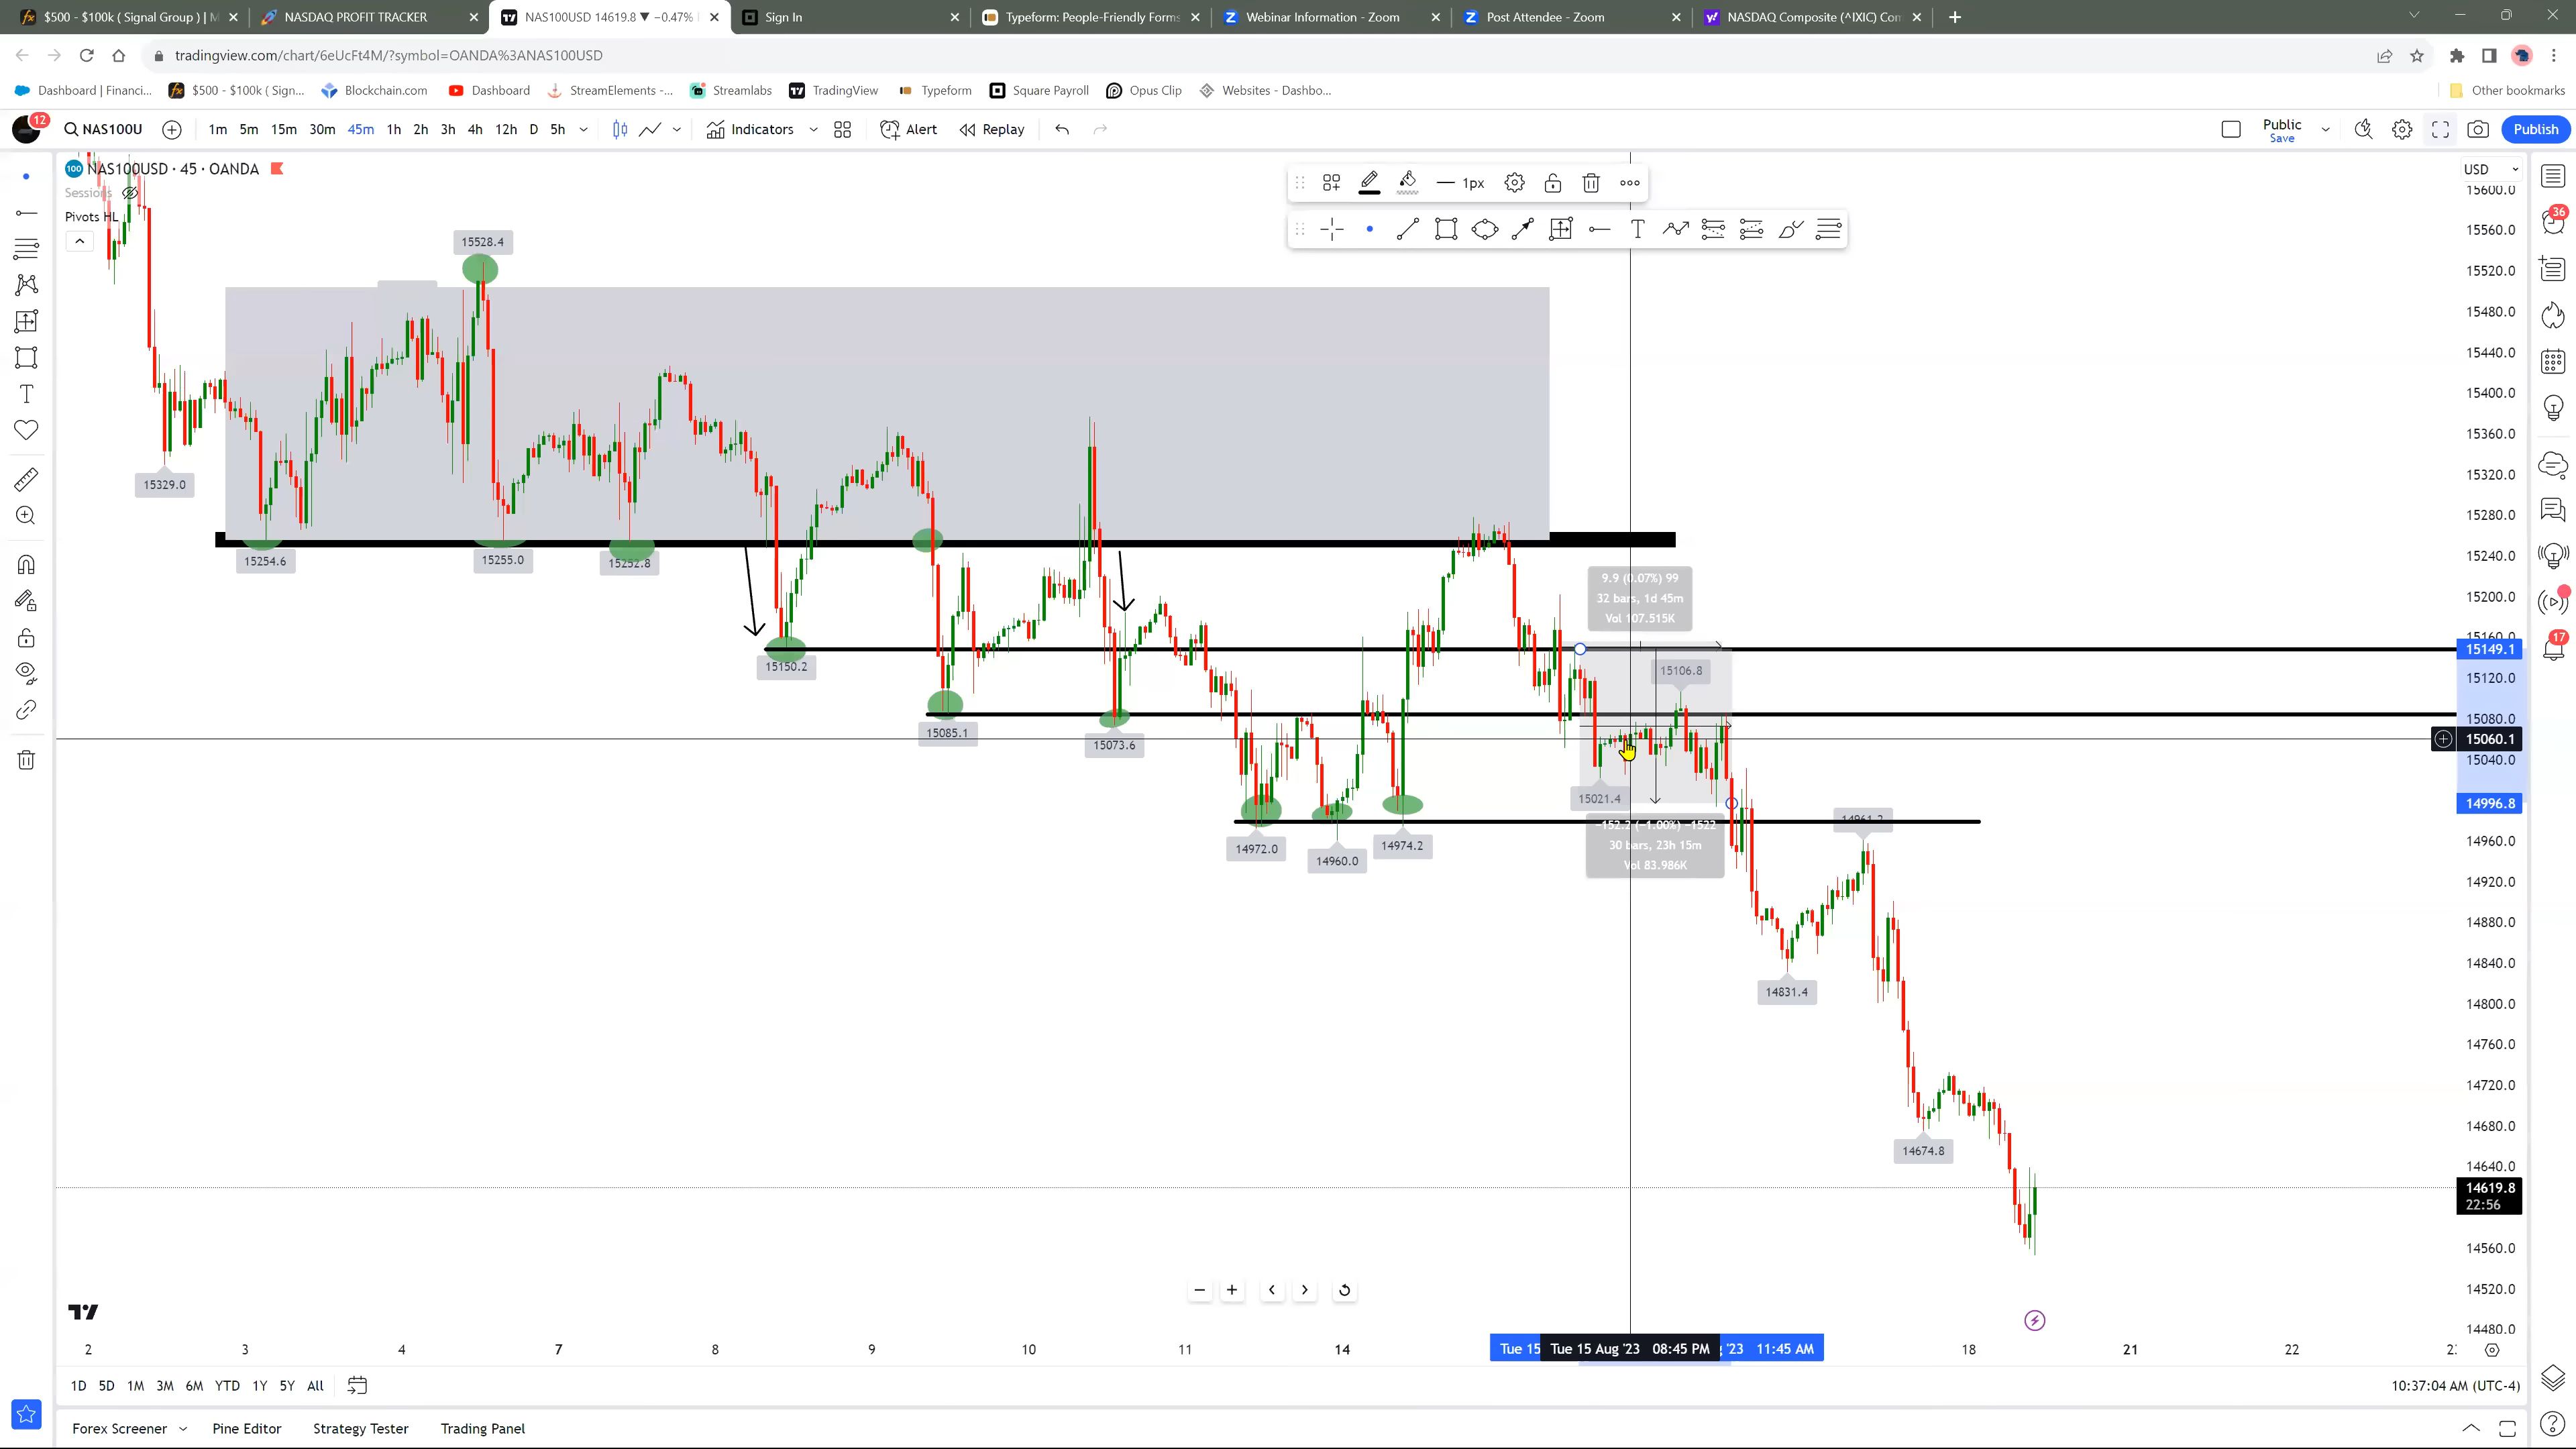 $500 - $100k ( Signal Group ) | M
NASDAQ PROFIT TRACKER
NAS100USD 14619.8 ▼ −0.47%
Sign In
Typeform: People-Friendly Forms
Webinar Information - Zoom
Post Attendee - Zoom
NASDAQ Composite (^IXIC) Con
tradingview.com/chart/6eUcFt4M/?symbol=OANDA%3ANAS100USD
Dashboard | Financi...
$500 - $100k ( Sign...
Blockchain.com
Dashboard
StreamElements -...
Streamlabs
TradingView
Typeform
Square Payroll
Opus Clip
Websites - Dashbo...
Other bookmarks
12
NAS100U
1m 5m 15m 30m 45m 1h 2h 3h 4h 12h D 5h
Indicators
Alert
Replay
Public
Save
Publish
100 NAS100USD · 45 · OANDA
Sessions
Pivots HL
1px
USD
15600.0
15560.0
15520.0
15480.0
15440.0
15400.0
15360.0
15320.0
15280.0
15240.0
15200.0
15160.0
15149.1
15120.0
15080.0
15060.1
15040.0
14996.8
14960.0
14920.0
14880.0
14840.0
14800.0
14760.0
14720.0
14680.0
14640.0
14619.8
22:56
14560.0
14520.0
14480.0
36
17
15528.4
15329.0
15254.6
15255.0
15252.8
15150.2
15085.1
15073.6
14972.0
14960.0
14974.2
9.9 (0.07%) 99
32 bars, 1d 45m
Vol 107.515K
15106.8
15021.4
−152.2 (−1.00%) −1522
30 bars, 23h 15m
Vol 83.986K
14961.2
14831.4
14674.8
2 3 4 7 8 9 10 11 14
Tue 15
Tue 15 Aug '23 08:45 PM
'23 11:45 AM
18 21 22
1D 5D 1M 3M 6M YTD 1Y 5Y All
10:37:04 AM (UTC-4)
Forex Screener
Pine Editor
Strategy Tester
Trading Panel